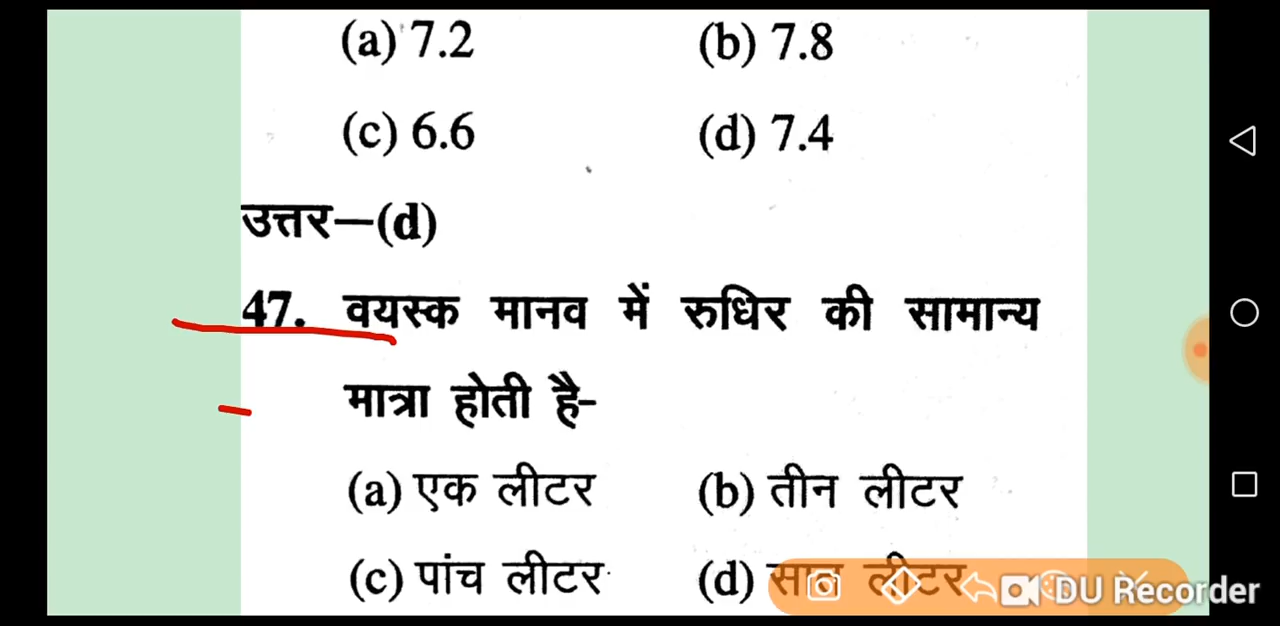 (a) 7.2 (b) 7.8
(c) 6.6 (d) 7.4
उत्तर—(d)
47. वयस्क मानव में रुधिर की सामान्य
मात्रा होती है-
(a) एक लीटर (b) तीन लीटर
(c) पांच लीटर (d) सात लीटर
DU Recorder